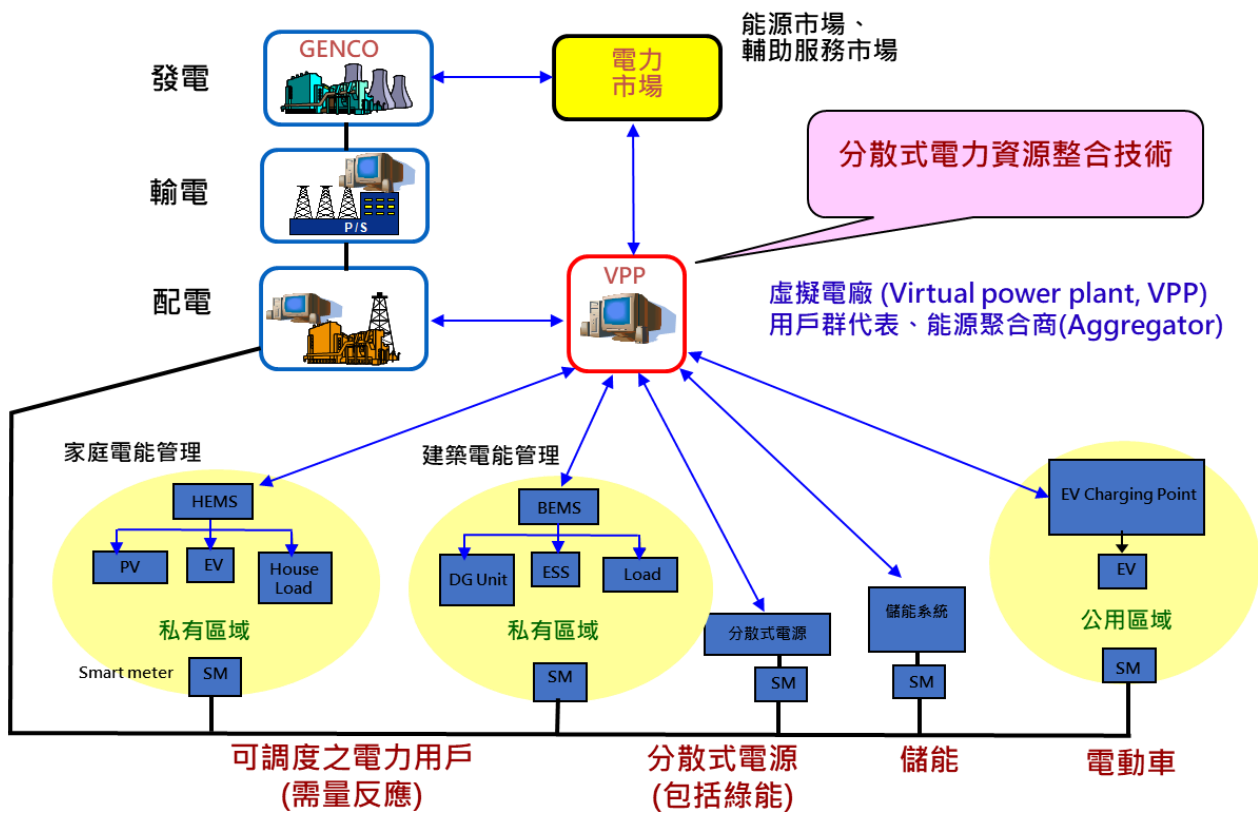 發電
GENCO
電力
市場
能源市場、
輔助服務市場
分散式電力資源整合技術
輸電
P/S
配電
VPP
虛擬電廠 (Virtual power plant, VPP)
用戶群代表、能源聚合商(Aggregator)
家庭電能管理
HEMS
PV
EV
House
Load
私有區域
Smart meter
SM
建築電能管理
BEMS
DG Unit
ESS
Load
私有區域
SM
分散式電源
SM
儲能系統
SM
EV Charging Point
EV
公用區域
SM
可調度之電力用戶
(需量反應)
分散式電源
(包括綠能)
儲能
電動車